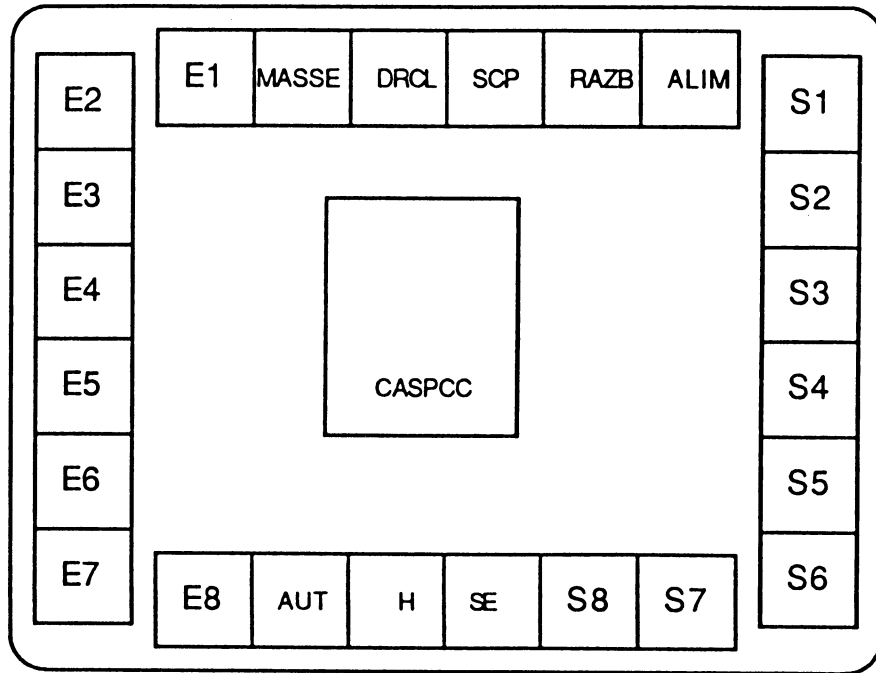 E1 MASSE DRCL SCP RAZB ALIM
E2 S1
E3 S2
E4 S3
E5 CASPCC S4
E6 S5
E7 S6
E8 AUT H SE S8 S7